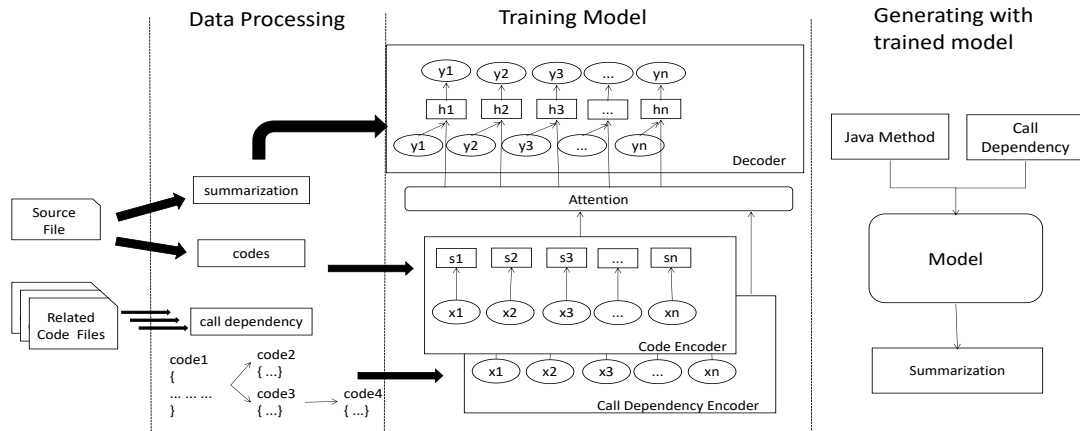 Data Processing
Training Model
Generating with
trained model
Source
File
Related
Code Files
summarization
codes
call dependency
code1
{
... ... ...
}
code2
{ ...}
code3
{ ...}
code4
{ ...}
y1 y2 y3 ... yn
h1 h2 h3 ... hn
y1 y2 y3 ... yn
Decoder
Attention
s1 s2 s3 ... sn
x1 x2 x3 ... xn
Code Encoder
x1 x2 x3 ... xn
Call Dependency Encoder
Java Method
Call
Dependency
Model
Summarization